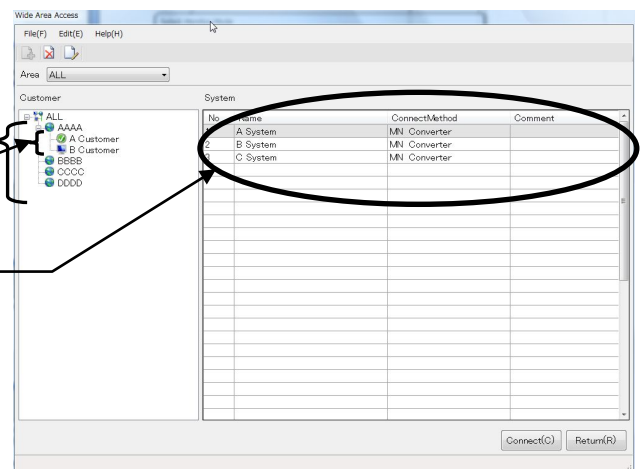 Wide Area Access
File(F) Edit(E) Help(H)
Area ALL
Customer System
ALL
AAAA
A Customer
B Customer
BBBB
CCCC
DDDD
No Name ConnectMethod Comment
A System MN Converter
2 B System MN Converter
C System MN Converter
Connect(C) Return(R)